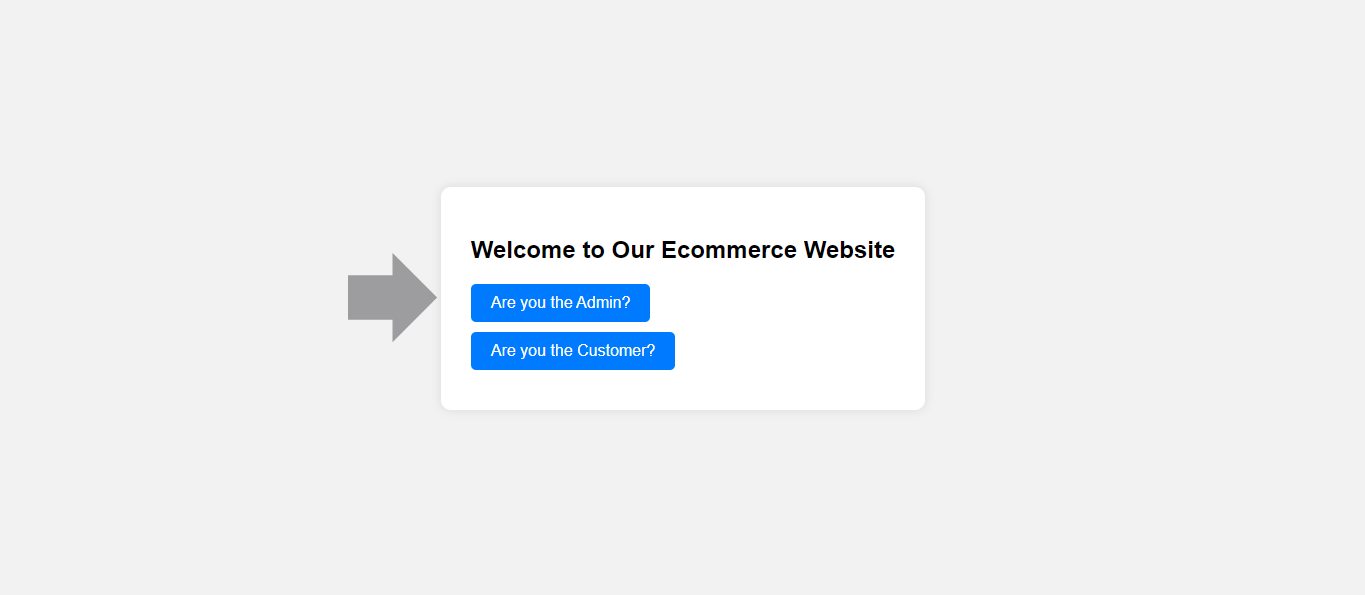 Welcome to Our Ecommerce Website
Are you the Admin?
Are you the Customer?